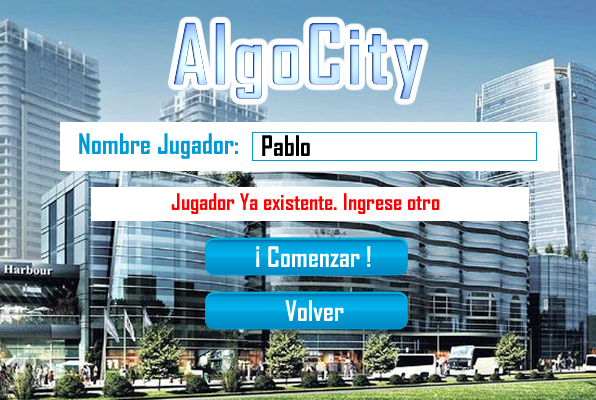 AlgoCity
Nombre Jugador: Pablo
Jugador Ya existente. Ingrese otro
Harbour
¡ Comenzar !
Volver